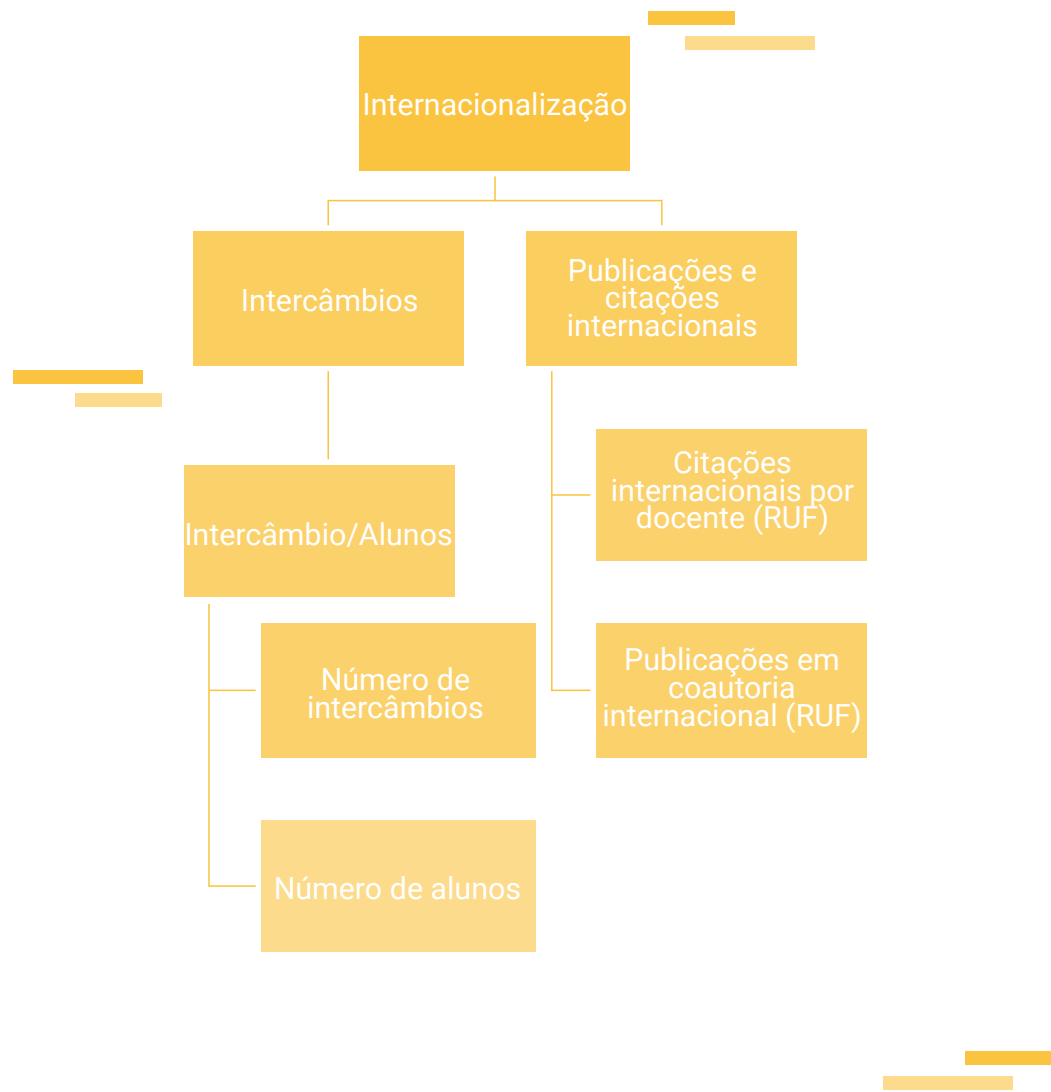 Internacionalização
Intercâmbios
Publicações e
citações
internacionais
Intercâmbio/Alunos
Número de
intercâmbios
Número de alunos
Citações
internacionais por
docente (RUF)
Publicações em
coautoria
internacional (RUF)